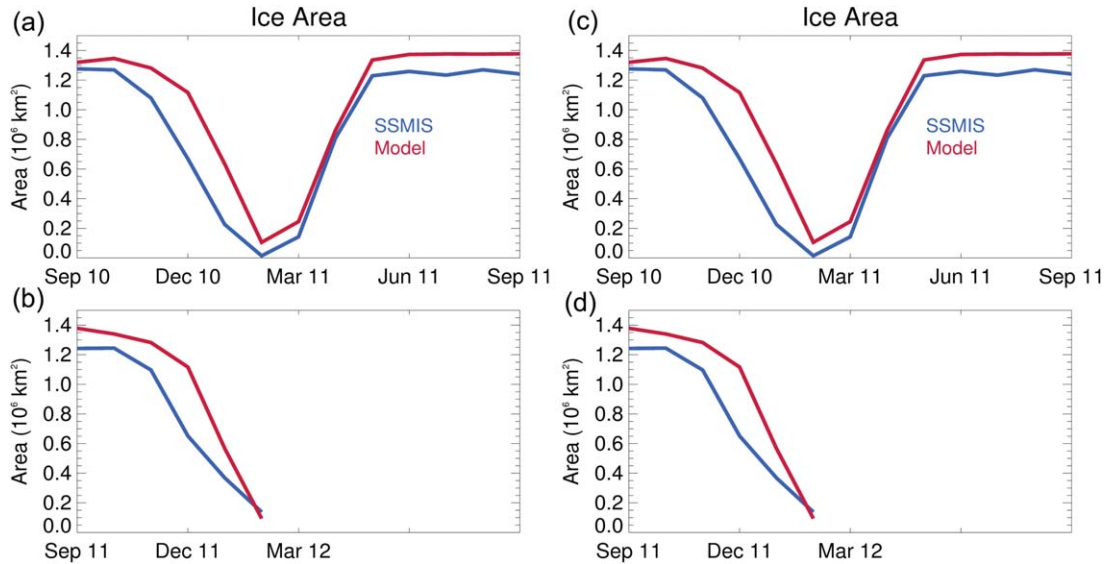 (a)
Ice Area
1.4
1.2
1.0
0.8
0.6
0.4
0.2
0.0
Area (10⁶ km²)
SSMIS
Model
Sep 10 Dec 10 Mar 11 Jun 11 Sep 11
(c)
Ice Area
1.4
1.2
1.0
0.8
0.6
0.4
0.2
0.0
Area (10⁶ km²)
SSMIS
Model
Sep 10 Dec 10 Mar 11 Jun 11 Sep 11
(b)
1.4
1.2
1.0
0.8
0.6
0.4
0.2
0.0
Area (10⁶ km²)
Sep 11 Dec 11 Mar 12
(d)
1.4
1.2
1.0
0.8
0.6
0.4
0.2
0.0
Area (10⁶ km²)
Sep 11 Dec 11 Mar 12